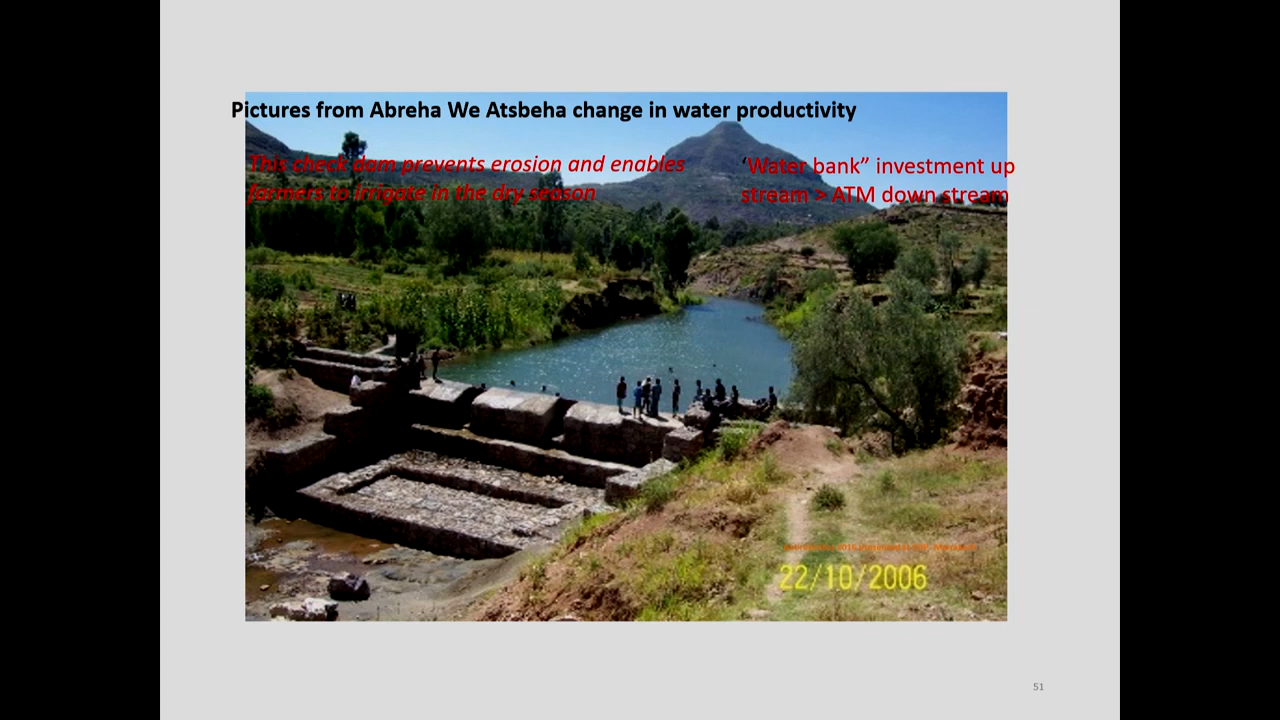 Pictures from Abreha We Atsbeha change in water productivity
This check dam prevents erosion and enables
farmers to irrigate in the dry season
‘Water bank” investment up
stream > ATM down stream
22/10/2006
51